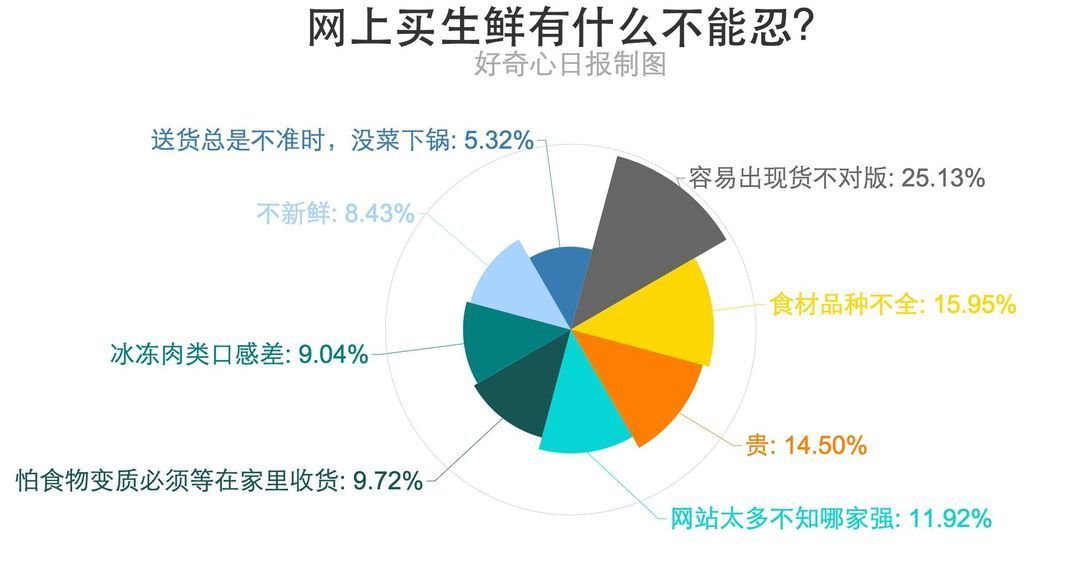 网上买生鲜有什么不能忍?
好奇心日报制图
送货总是不准时，没菜下锅: 5.32%
容易出现货不对版: 25.13%
不新鲜: 8.43%
食材品种不全: 15.95%
冰冻肉类口感差: 9.04%
贵: 14.50%
怕食物变质必须等在家里收货: 9.72%
网站太多不知哪家强: 11.92%